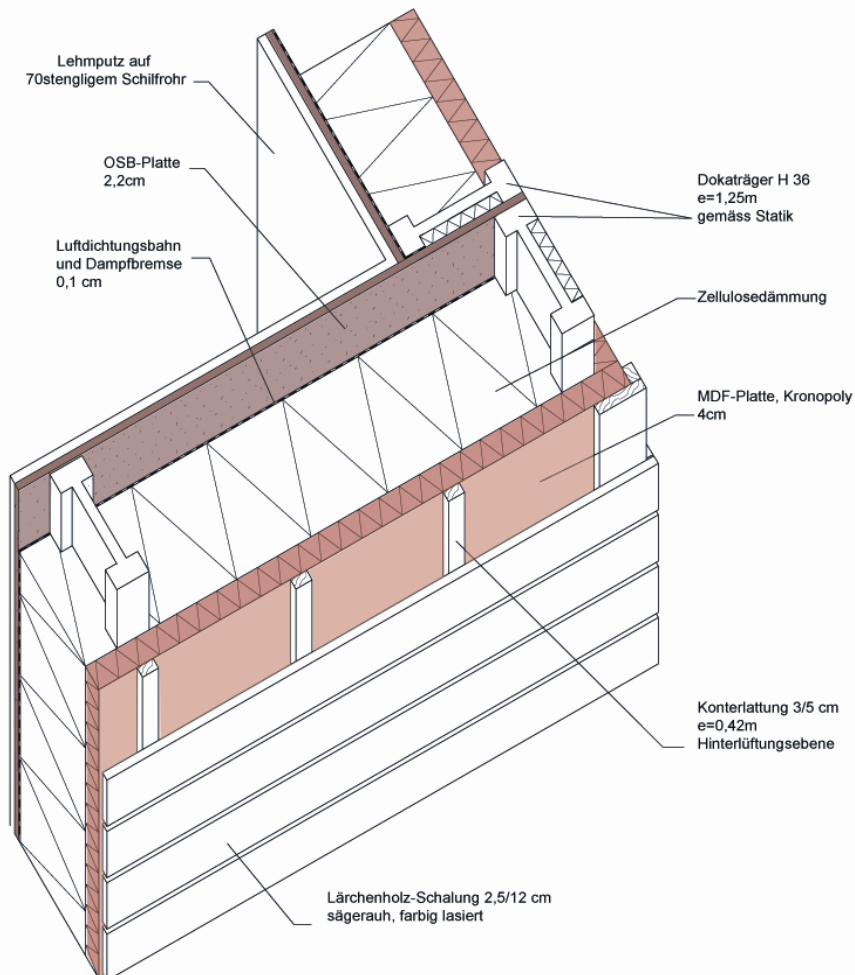 Lehmputz auf
70stengligem Schilfrohr
OSB-Platte
2,2cm
Luftdichtungsbahn
und Dampfbremse
0,1 cm
Dokaträger H 36
e=1,25m
gemäss Statik
Zellulosedämmung
MDF-Platte, Kronopoly
4cm
Konterlattung 3/5 cm
e=0,42m
Hinterlüftungsebene
Lärchenholz-Schalung 2,5/12 cm
sägerauh, farbig lasiert